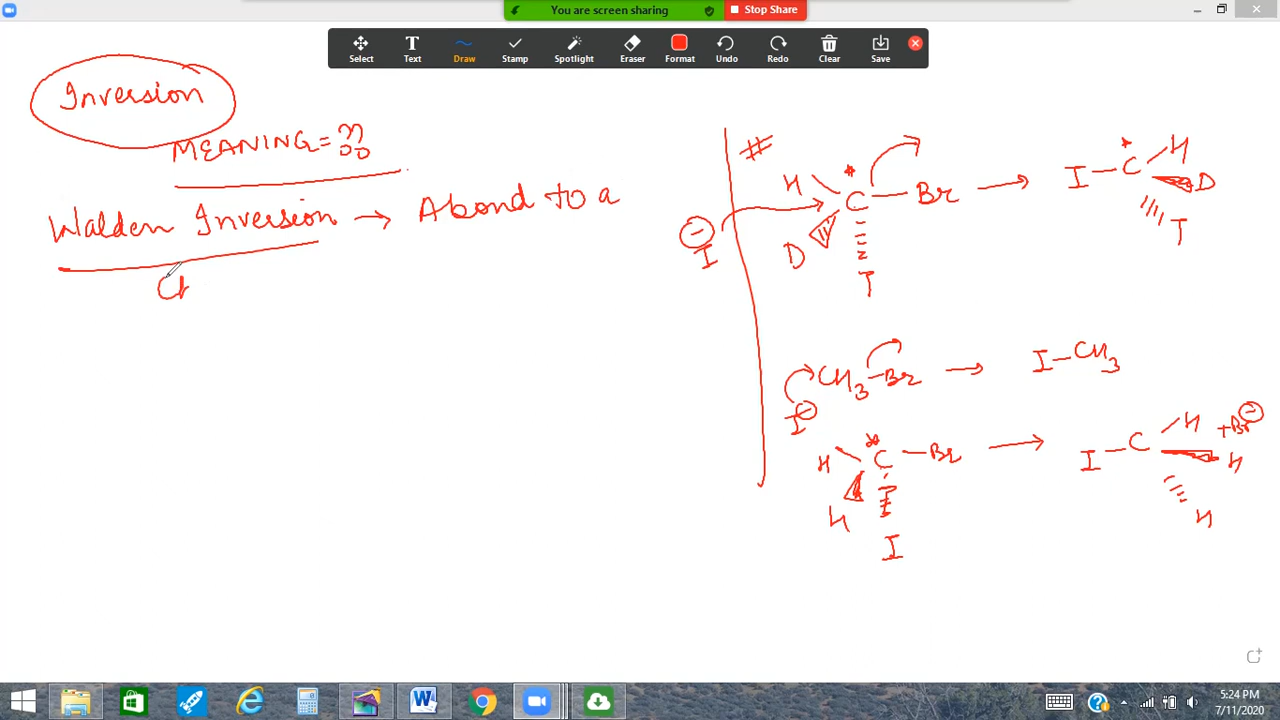 You are screen sharing
Stop Share
Select Text Draw Stamp Spotlight Eraser Format Undo Redo Clear Save
Inversion
MEANING = ??
Walden Inversion → A bond to a
#
H * C — Br → I — C * H
D
T
I ⊖
D
T
CH3 — Br → I — CH3
I ⊖
H * C — Br → I — C H + Br ⊖
H
I
H
H
5:24 PM
7/11/2020